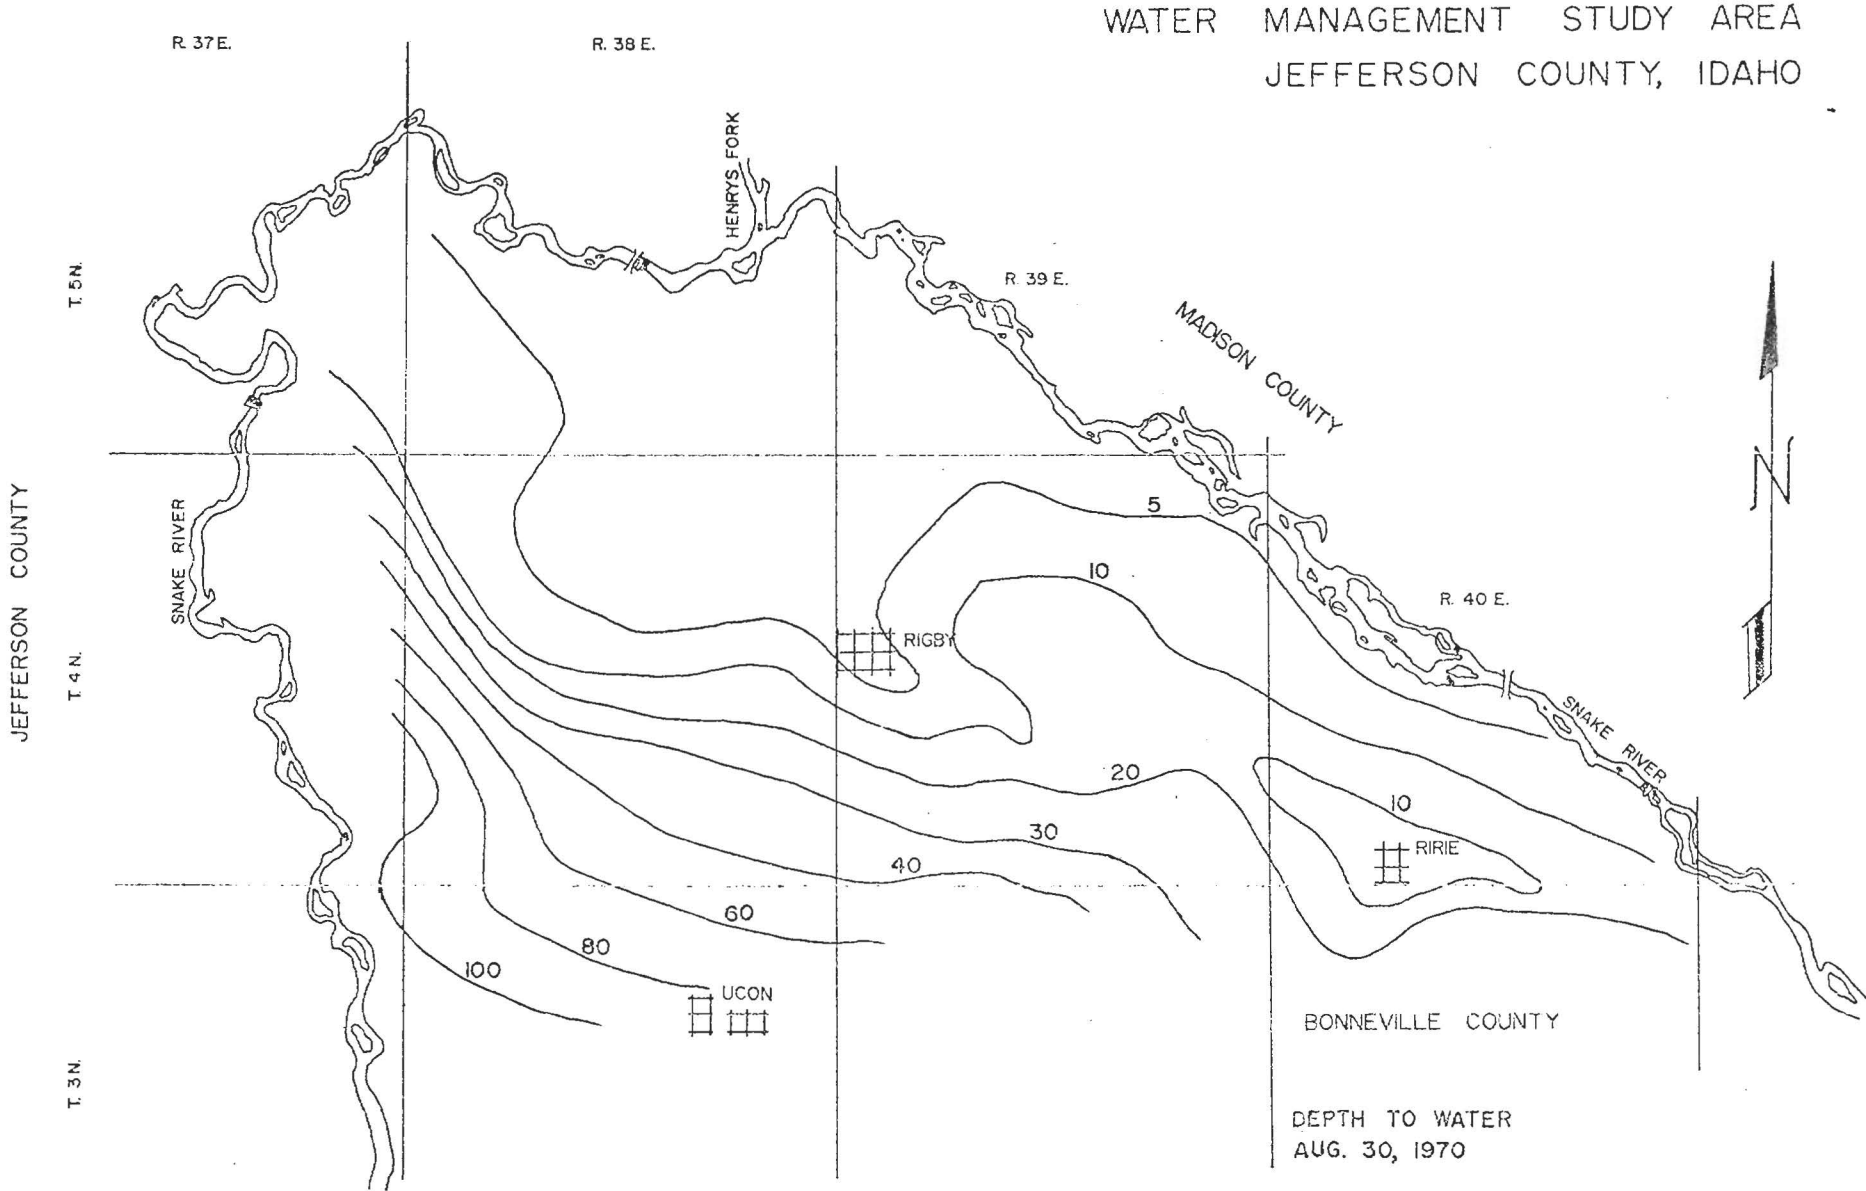 WATER MANAGEMENT STUDY AREA
JEFFERSON COUNTY, IDAHO
R. 37 E.
R. 38 E.
HENRYS FORK
T. 5 N.
R. 39 E.
MADISON COUNTY
N
JEFFERSON COUNTY
SNAKE RIVER
5
10
R. 40 E.
RIGBY
T. 4 N.
SNAKE RIVER
20
10
30
RIRIE
40
60
80
100
UCON
BONNEVILLE COUNTY
T. 3 N.
DEPTH TO WATER
AUG. 30, 1970